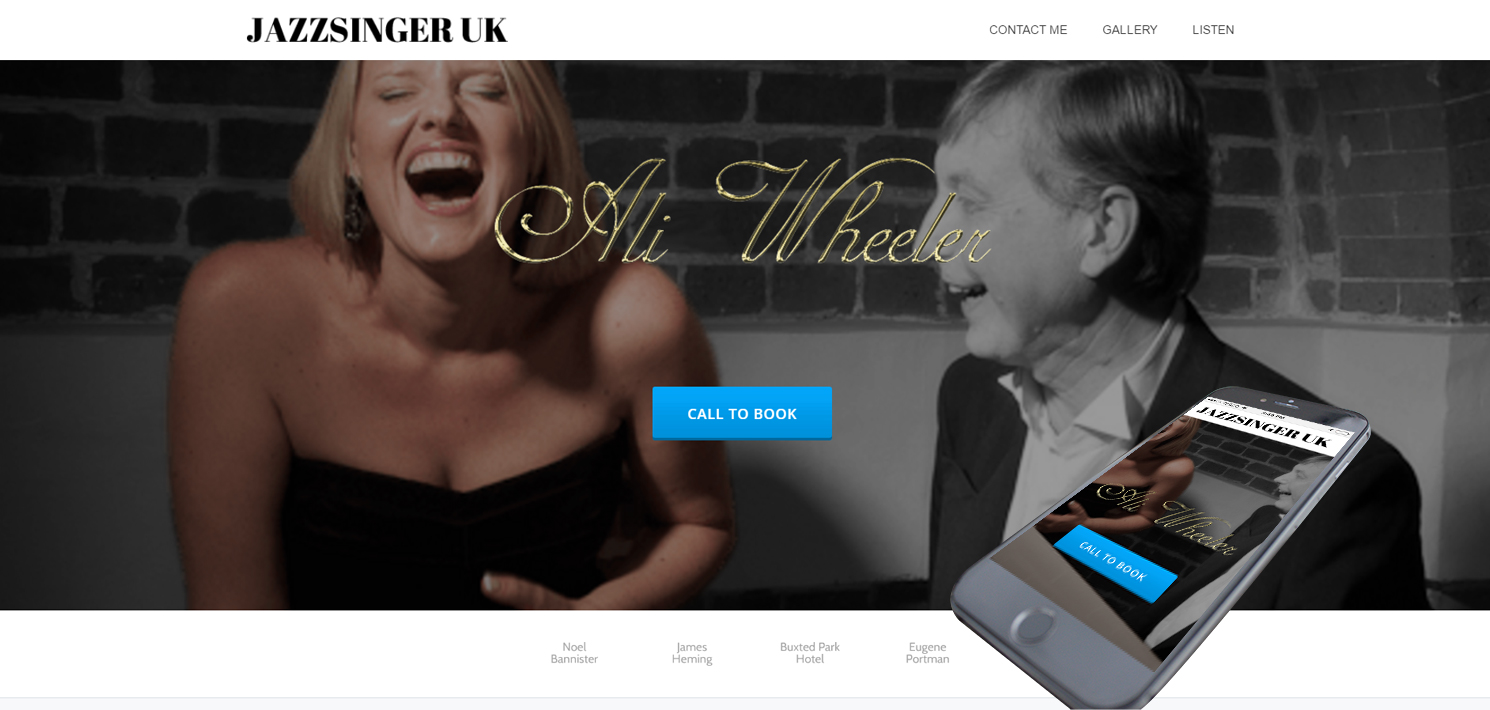 JAZZSINGER UK
CONTACT ME
GALLERY
LISTEN
Ali Wheeler
CALL TO BOOK
JAZZSINGER UK
Ali Wheeler
CALL TO BOOK
Noel
Bannister
James
Heming
Buxted Park
Hotel
Eugene
Portman